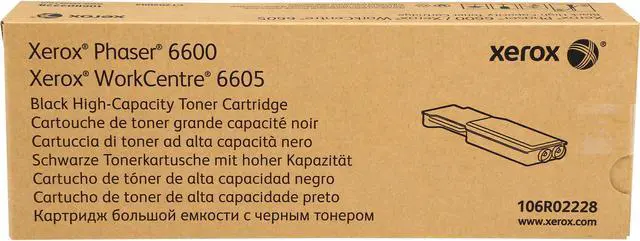 Xerox® Phaser® 6600
Xerox® WorkCentre® 6605
Black High-Capacity Toner Cartridge
Cartouche de toner grande capacité noir
Cartuccia di toner ad alta capacità nero
Schwarze Tonerkartusche mit hoher Kapazität
Cartucho de tóner de alta capacidad negro
Cartucho de toner de alta capacidade preto
Картридж большой емкости с черным тонером
xerox
106R02228
www.xerox.com